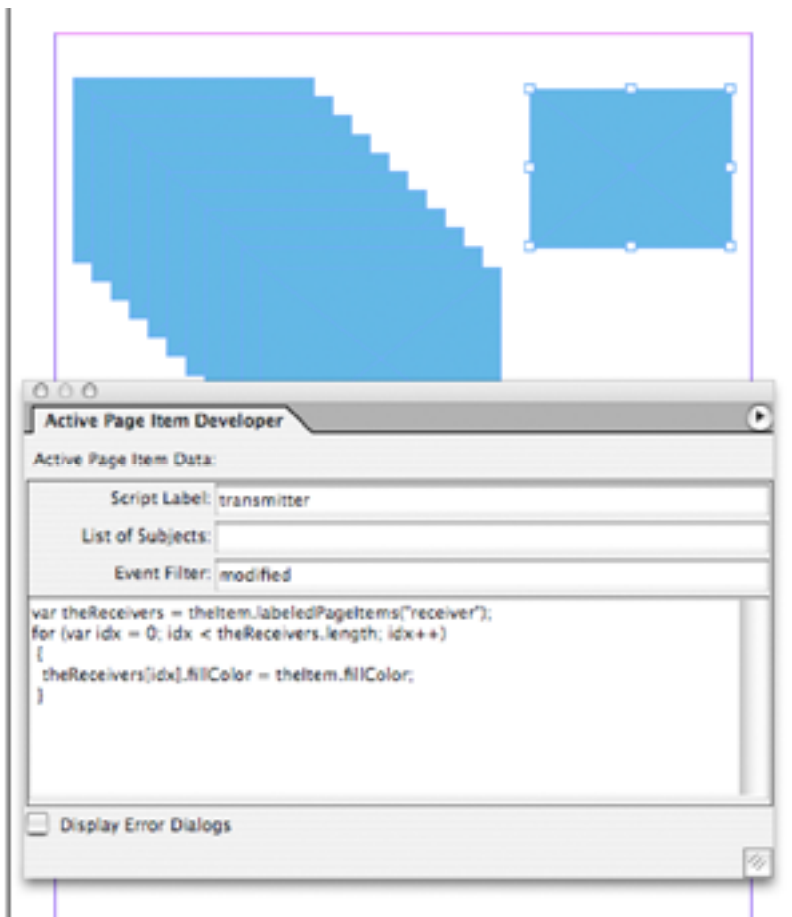 Active Page Item Developer
Active Page Item Data:
Script Label: transmitter
List of Subjects:
Event Filter: modified
var theReceivers = theItem.labeledPageItems("receiver");
for (var idx = 0; idx < theReceivers.length; idx++)
{
theReceivers[idx].fillColor = theItem.fillColor;
}
Display Error Dialogs